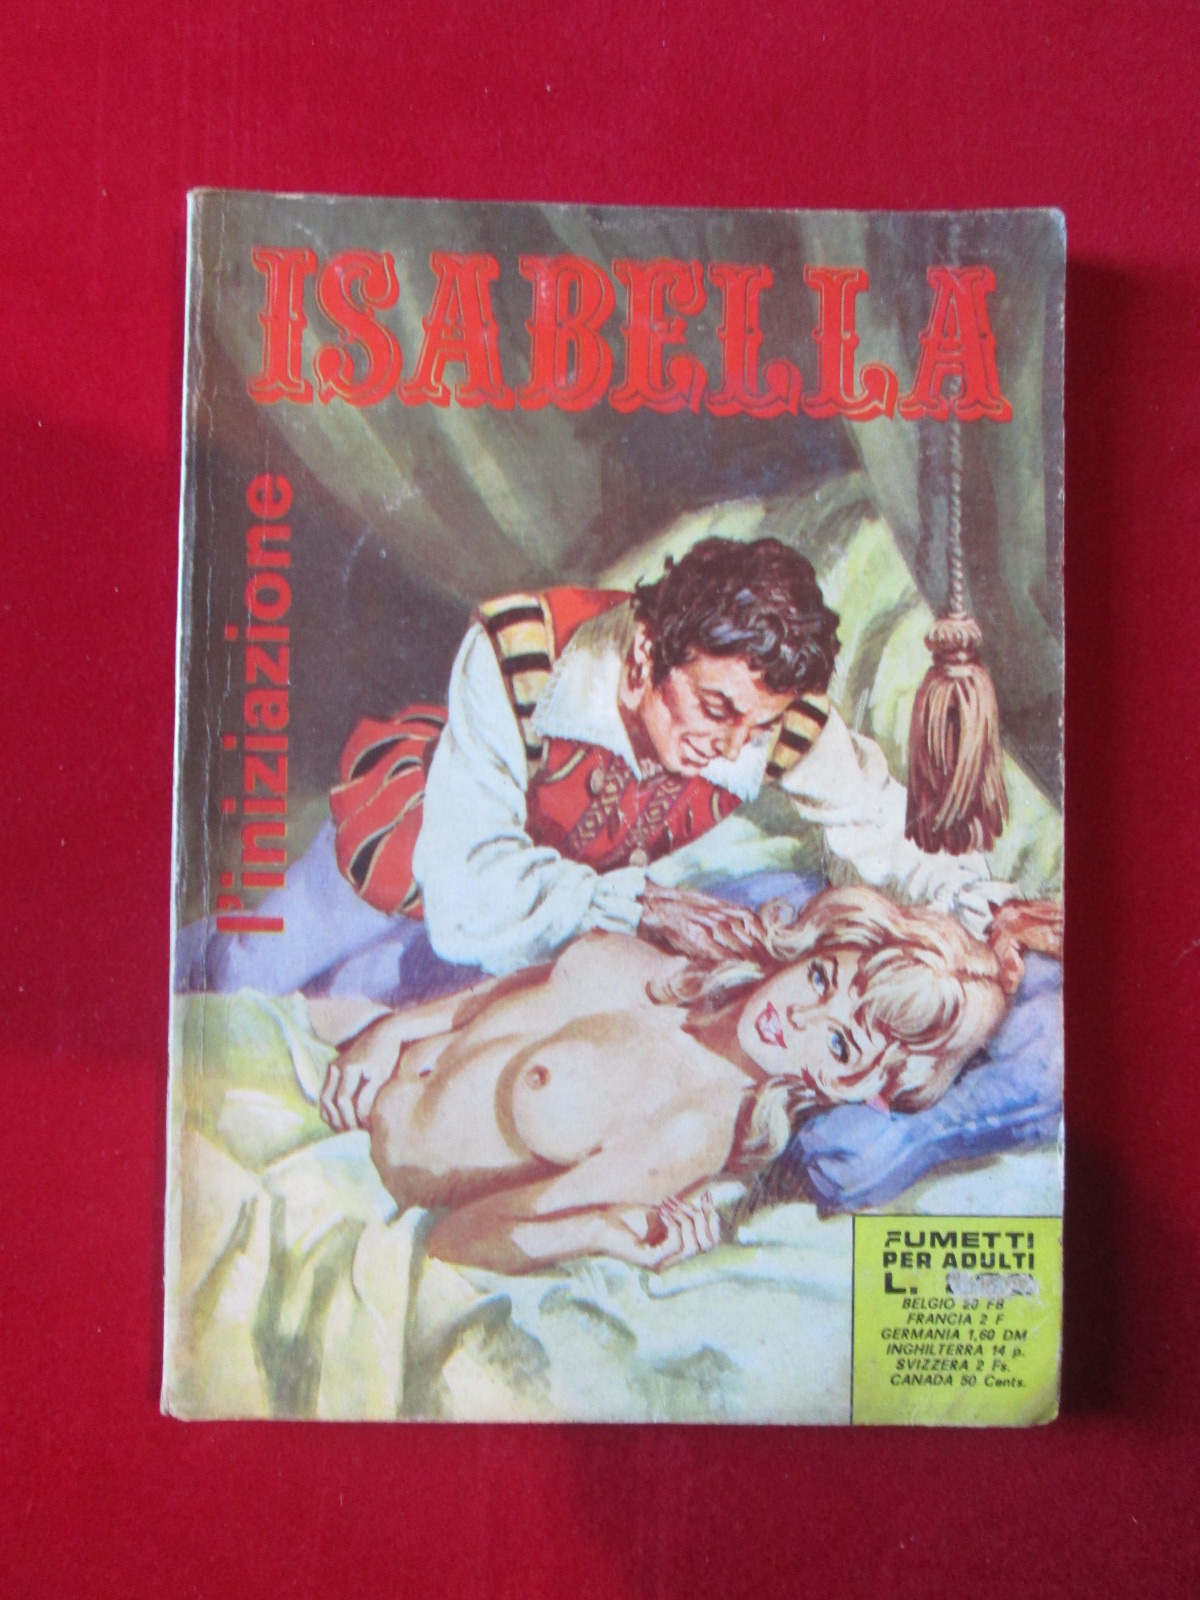 ISABELLA
l'iniziazione
FUMETTI
PER ADULTI
L.
BELGIO 20 FB
FRANCIA 2 F
GERMANIA 1,60 DM
INGHILTERRA 14 p.
SVIZZERA 2 Fs.
CANADA 50 Cents.